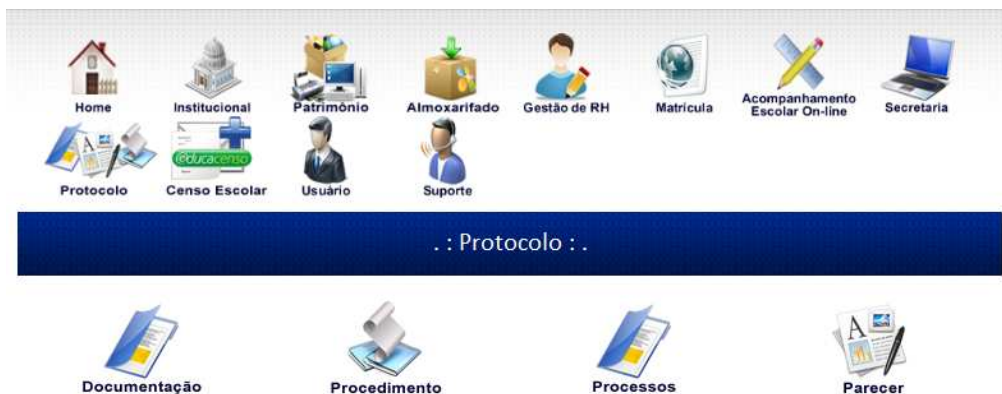 Home Institucional Patrimônio Almoxarifado Gestão de RH Matrícula Acompanhamento Escolar On-line Secretaria
Protocolo @ducacenso Censo Escolar Usuário Suporte
. : Protocolo : .
Documentação Procedimento Processos Parecer